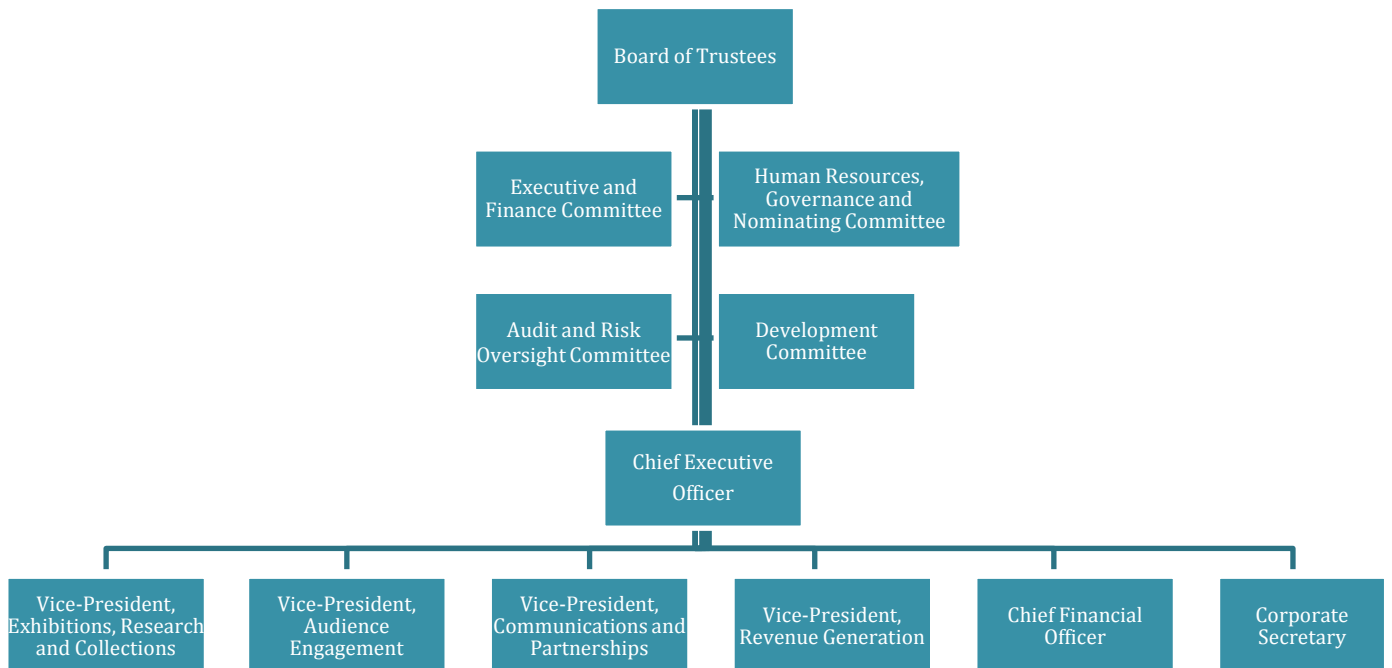 Board of Trustees
Executive and
Finance Committee
Human Resources,
Governance and
Nominating Committee
Audit and Risk
Oversight Committee
Development
Committee
Chief Executive
Officer
Vice-President,
Exhibitions, Research
and Collections
Vice-President,
Audience
Engagement
Vice-President,
Communications and
Partnerships
Vice-President,
Revenue Generation
Chief Financial
Officer
Corporate
Secretary